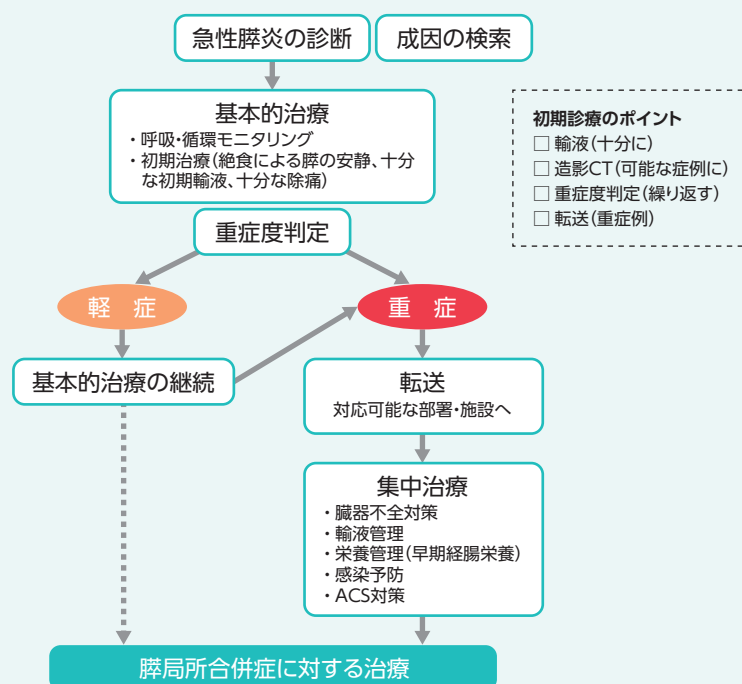 急性膵炎の診断
成因の検索
基本的治療
・呼吸・循環モニタリング
・初期治療(絶食による膵の安静、十分
な初期輸液、十分な除痛)
初期診療のポイント
□ 輸液(十分に)
□ 造影CT(可能な症例に)
□ 重症度判定(繰り返す)
□ 転送(重症例)
重症度判定
軽 症
重 症
基本的治療の継続
転送
対応可能な部署・施設へ
集中治療
・臓器不全対策
・輸液管理
・栄養管理(早期経腸栄養)
・感染予防
・ACS対策
膵局所合併症に対する治療